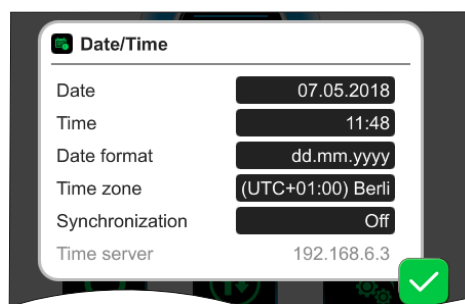 Date/Time
Date 07.05.2018
Time 11:48
Date format dd.mm.yyyy
Time zone (UTC+01:00) Berli
Synchronization Off
Time server 192.168.6.3